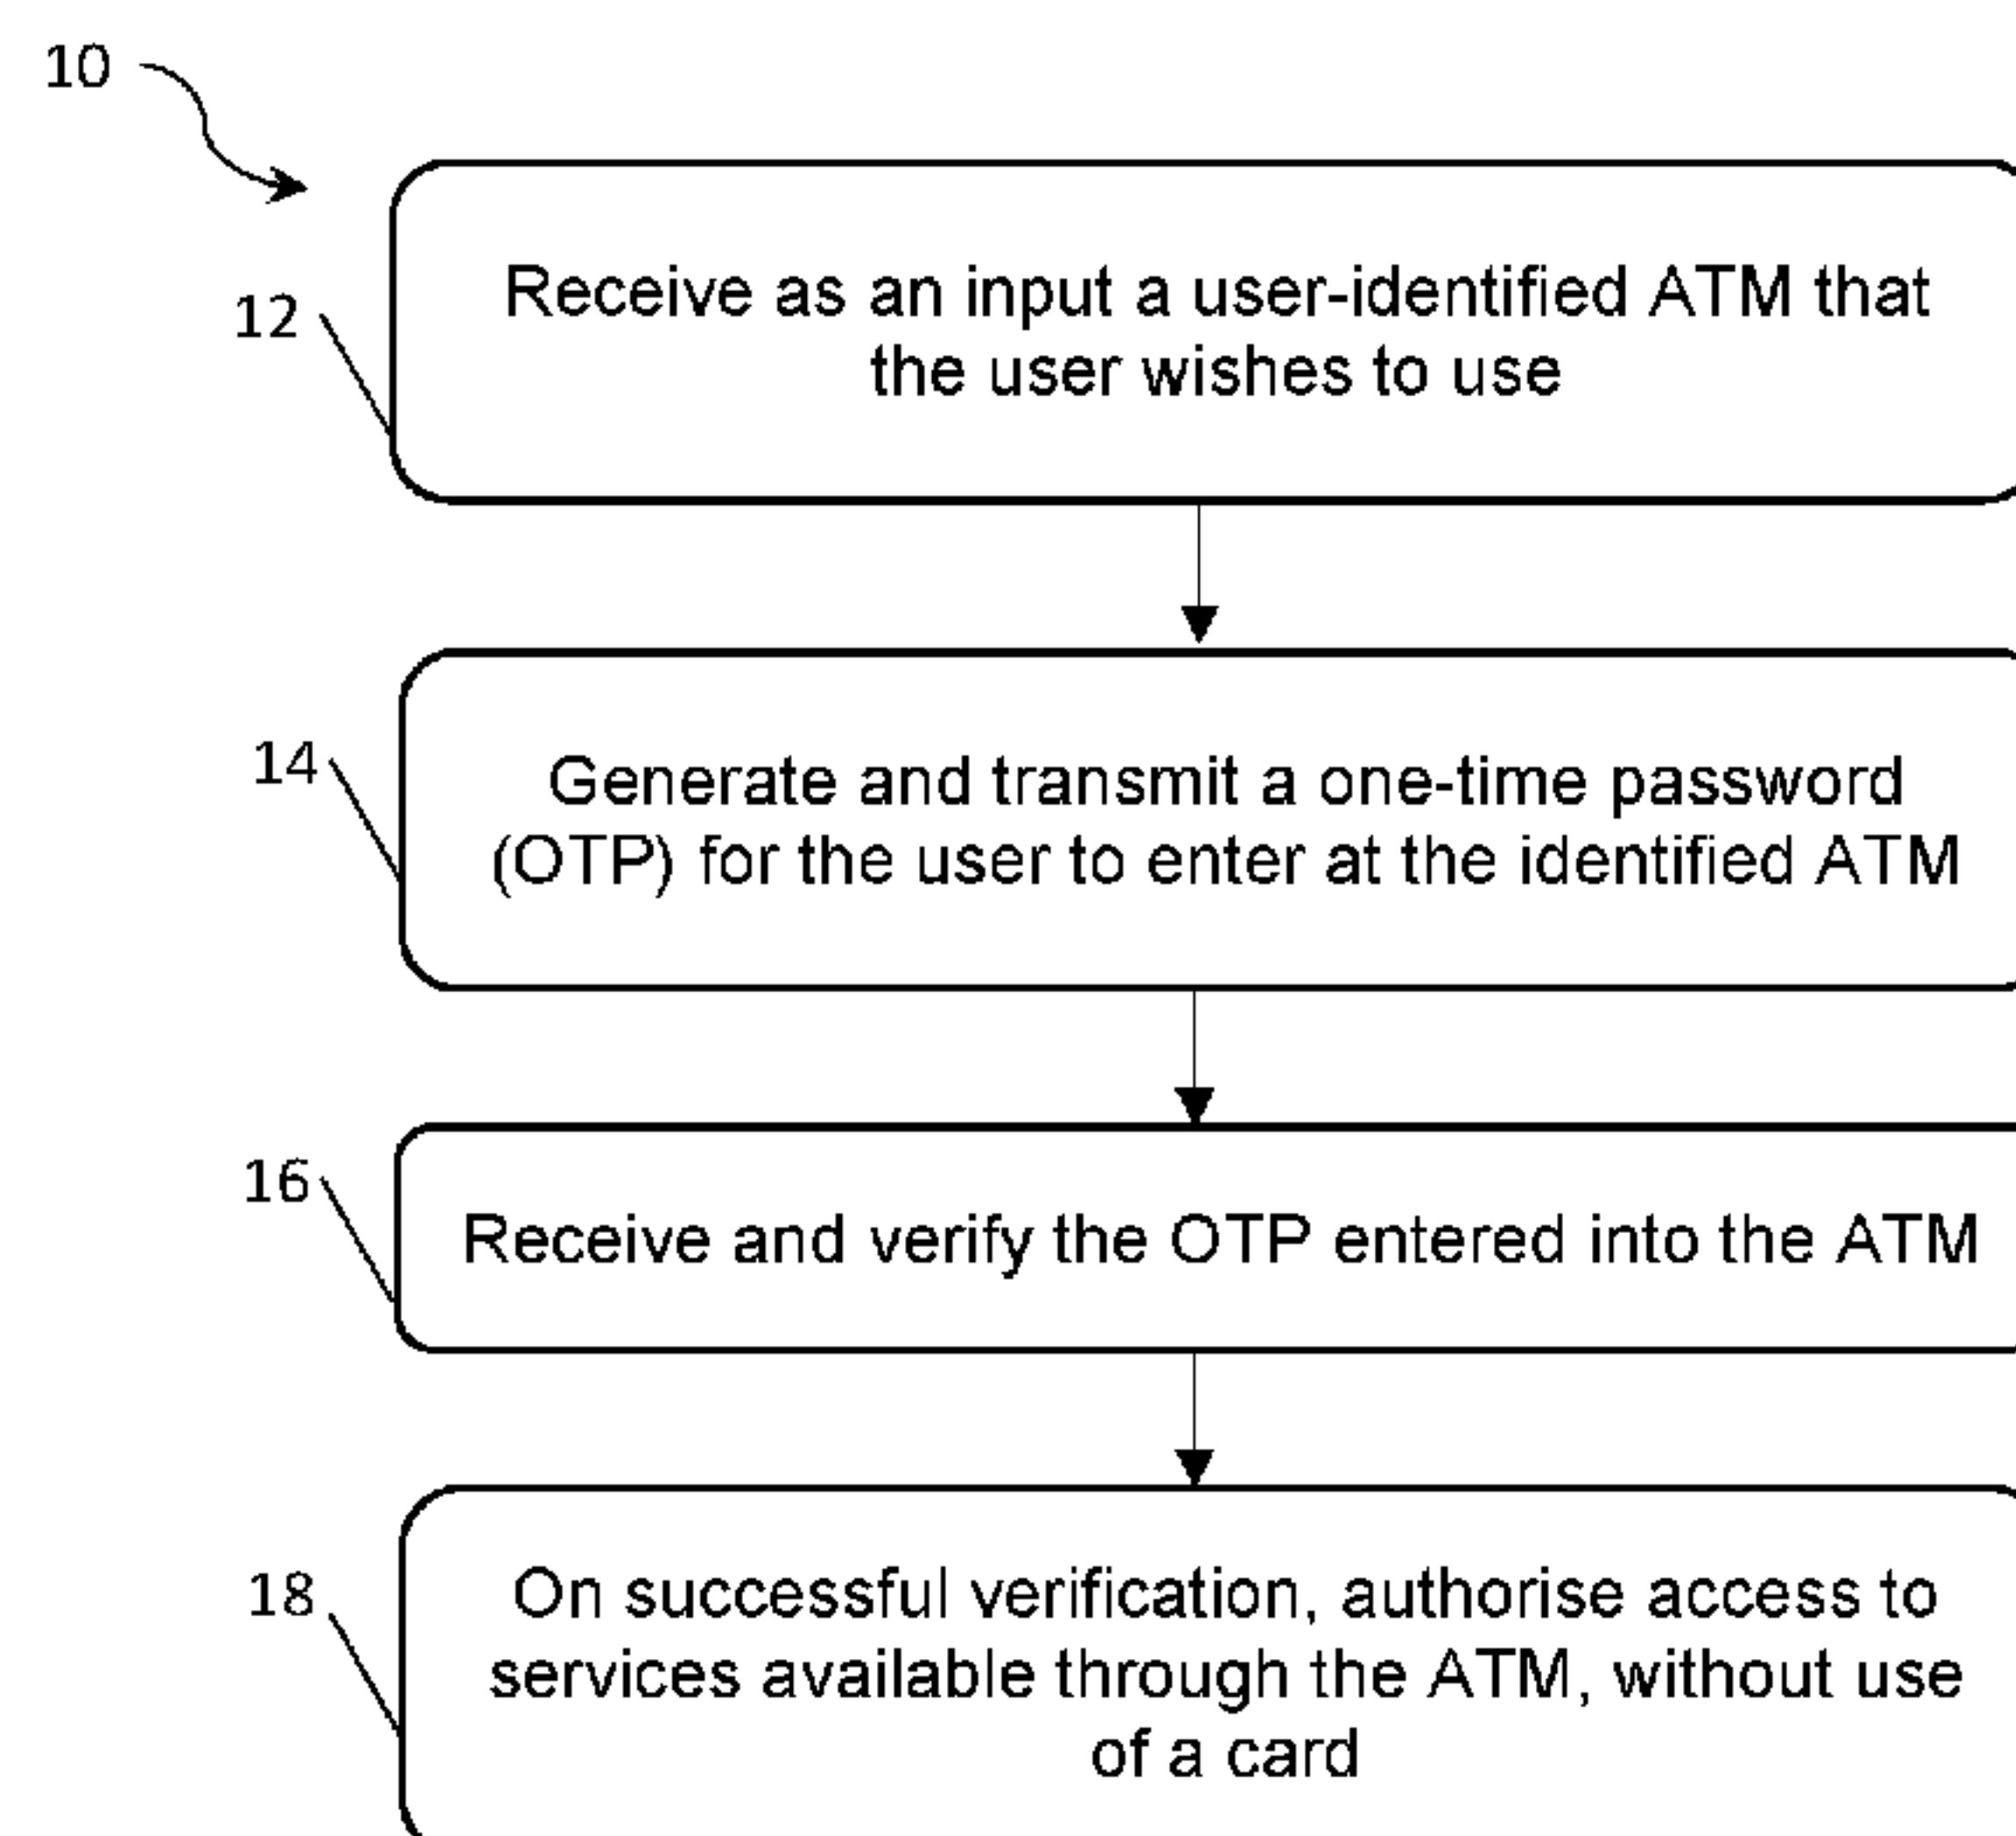 10
12
Receive as an input a user-identified ATM that
the user wishes to use
14
Generate and transmit a one-time password
(OTP) for the user to enter at the identified ATM
16
Receive and verify the OTP entered into the ATM
18
On successful verification, authorise access to
services available through the ATM, without use
of a card